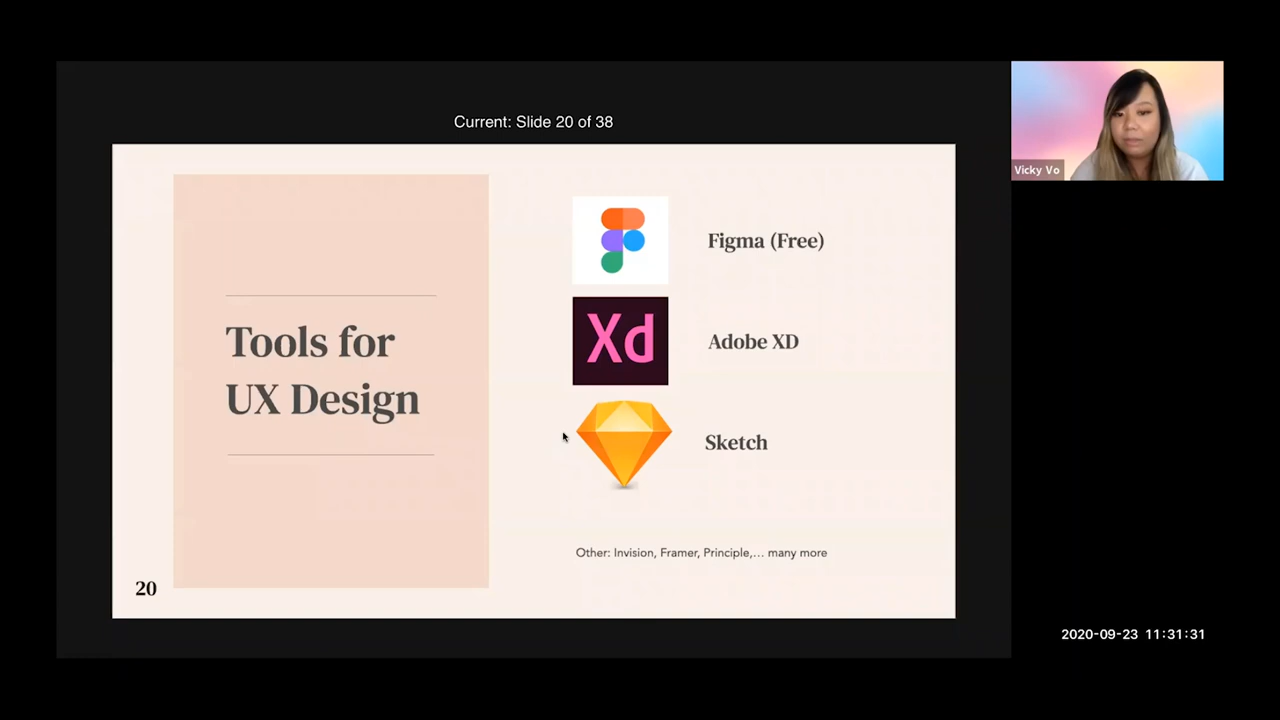 Current: Slide 20 of 38
Vicky Vo
Tools for
UX Design
Figma (Free)
Xd
Adobe XD
Sketch
Other: Invision, Framer, Principle,... many more
20
2020-09-23 11:31:31